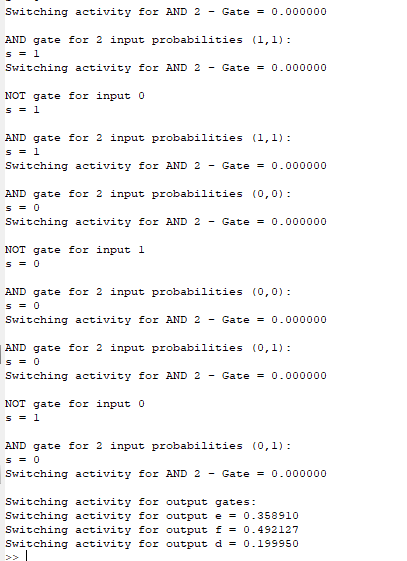 Switching activity for AND 2 - Gate = 0.000000
AND gate for 2 input probabilities (1,1):
s = 1
Switching activity for AND 2 - Gate = 0.000000
NOT gate for input 0
s = 1
AND gate for 2 input probabilities (1,1):
s = 1
Switching activity for AND 2 - Gate = 0.000000
AND gate for 2 input probabilities (0,0):
s = 0
Switching activity for AND 2 - Gate = 0.000000
NOT gate for input 1
s = 0
AND gate for 2 input probabilities (0,0):
s = 0
Switching activity for AND 2 - Gate = 0.000000
AND gate for 2 input probabilities (0,1):
s = 0
Switching activity for AND 2 - Gate = 0.000000
NOT gate for input 0
s = 1
AND gate for 2 input probabilities (0,1):
s = 0
Switching activity for AND 2 - Gate = 0.000000
Switching activity for output gates:
Switching activity for output e = 0.358910
Switching activity for output f = 0.492127
Switching activity for output d = 0.199950
>>